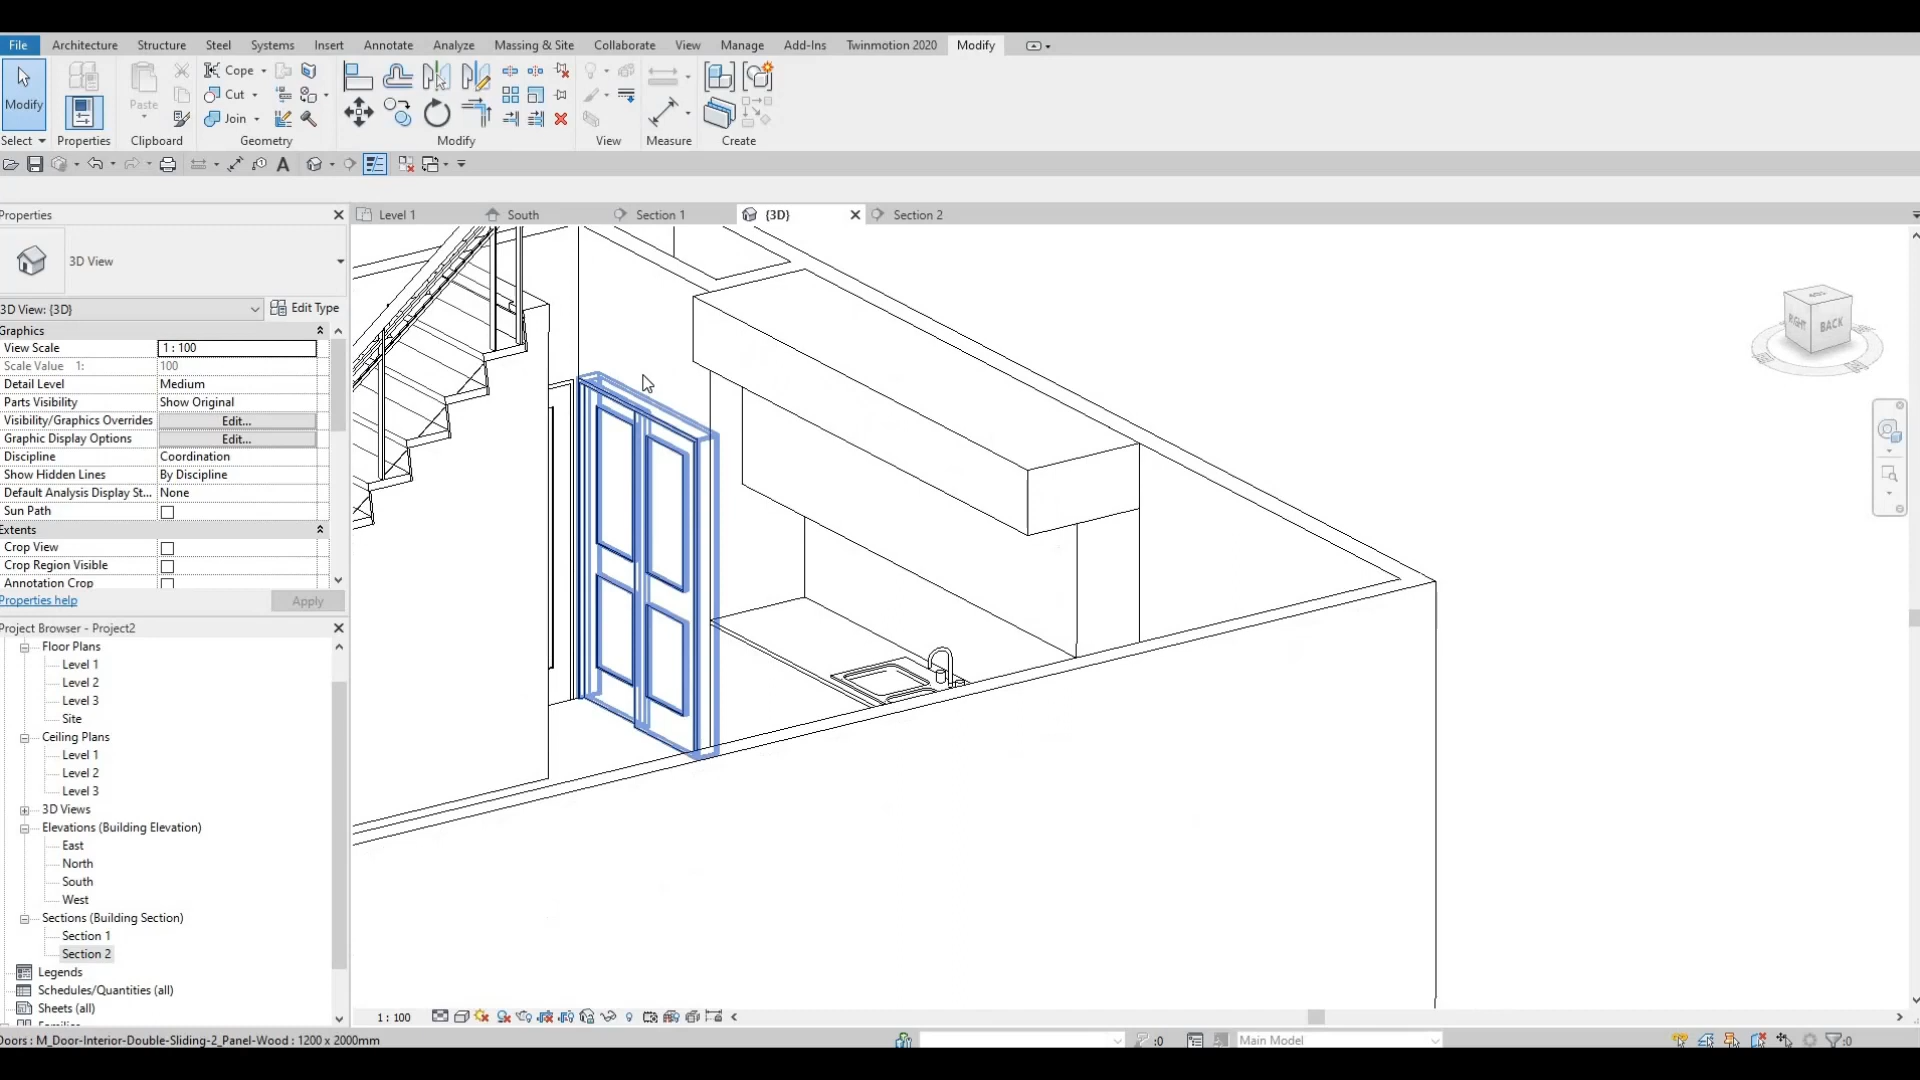 File Architecture Structure Steel Systems Insert Annotate Analyze Massing & Site Collaborate View Manage Add-Ins Twinmotion 2020 Modify
Modify
Paste
Cope
Cut
Join
Select
Properties
Clipboard
Geometry
Modify
View
Measure
Create
Properties
Level 1
South
Section 1
{3D}
Section 2
3D View
3D View: {3D}
Edit Type
Graphics
View Scale 1 : 100
Scale Value 1: 100
Detail Level Medium
Parts Visibility Show Original
Visibility/Graphics Overrides Edit...
Graphic Display Options Edit...
Discipline Coordination
Show Hidden Lines By Discipline
Default Analysis Display St... None
Sun Path
Extents
Crop View
Crop Region Visible
Annotation Crop
Properties help
Apply
Project Browser - Project2
Floor Plans
Level 1
Level 2
Level 3
Site
Ceiling Plans
Level 1
Level 2
Level 3
3D Views
Elevations (Building Elevation)
East
North
South
West
Sections (Building Section)
Section 1
Section 2
Legends
Schedules/Quantities (all)
Sheets (all)
RIGHT
BACK
1 : 100
Doors : M_Door-Interior-Double-Sliding-2_Panel-Wood : 1200 x 2000mm
:0
Main Model
:0